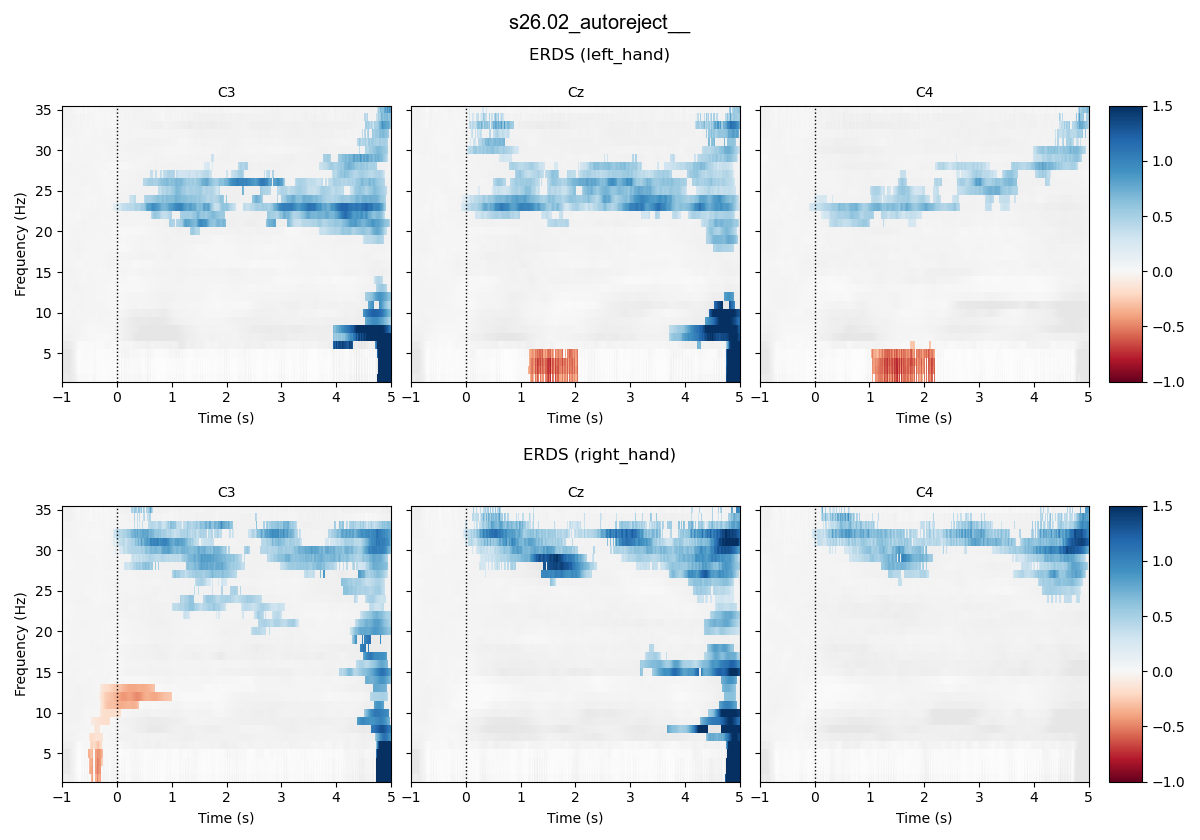 s26.02_autoreject__
ERDS (left_hand)
C3 Cz C4
35 30 25 20 15 10 5
Frequency (Hz)
−1 0 1 2 3 4 5 −1 0 1 2 3 4 5 −1 0 1 2 3 4 5
Time (s) Time (s) Time (s)
1.5 1.0 0.5 0.0 −0.5 −1.0
ERDS (right_hand)
C3 Cz C4
35 30 25 20 15 10 5
Frequency (Hz)
−1 0 1 2 3 4 5 −1 0 1 2 3 4 5 −1 0 1 2 3 4 5
Time (s) Time (s) Time (s)
1.5 1.0 0.5 0.0 −0.5 −1.0